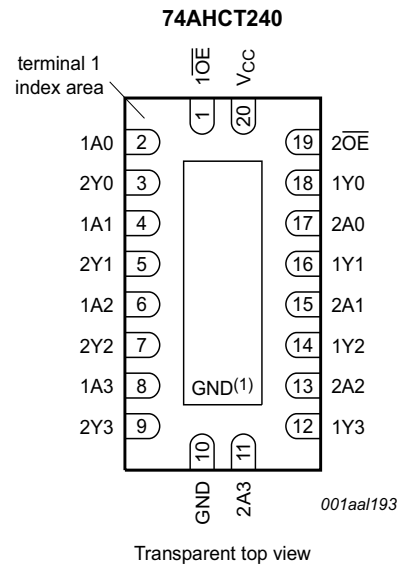 74AHCT240
terminal 1
index area
1OE
VCC
1
20
1A0 2 19 2OE
2Y0 3 18 1Y0
1A1 4 17 2A0
2Y1 5 16 1Y1
1A2 6 15 2A1
2Y2 7 14 1Y2
1A3 8 GND(1) 13 2A2
2Y3 9 12 1Y3
10
11
GND
2A3
001aal193
Transparent top view